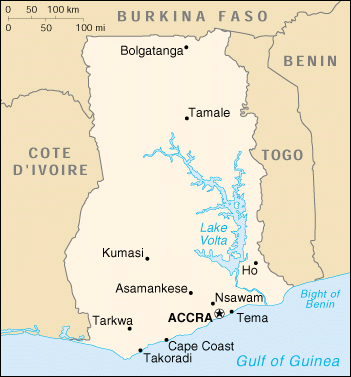 BURKINA FASO
0 50 100 km
0 50 100 mi
Bolgatanga
BENIN
Tamale
COTE
D'IVOIRE
TOGO
Lake
Volta
Kumasi
Ho
Asamankese
Nsawam
Bight of
Benin
ACCRA
Tema
Tarkwa
Cape Coast
Takoradi
Gulf of Guinea